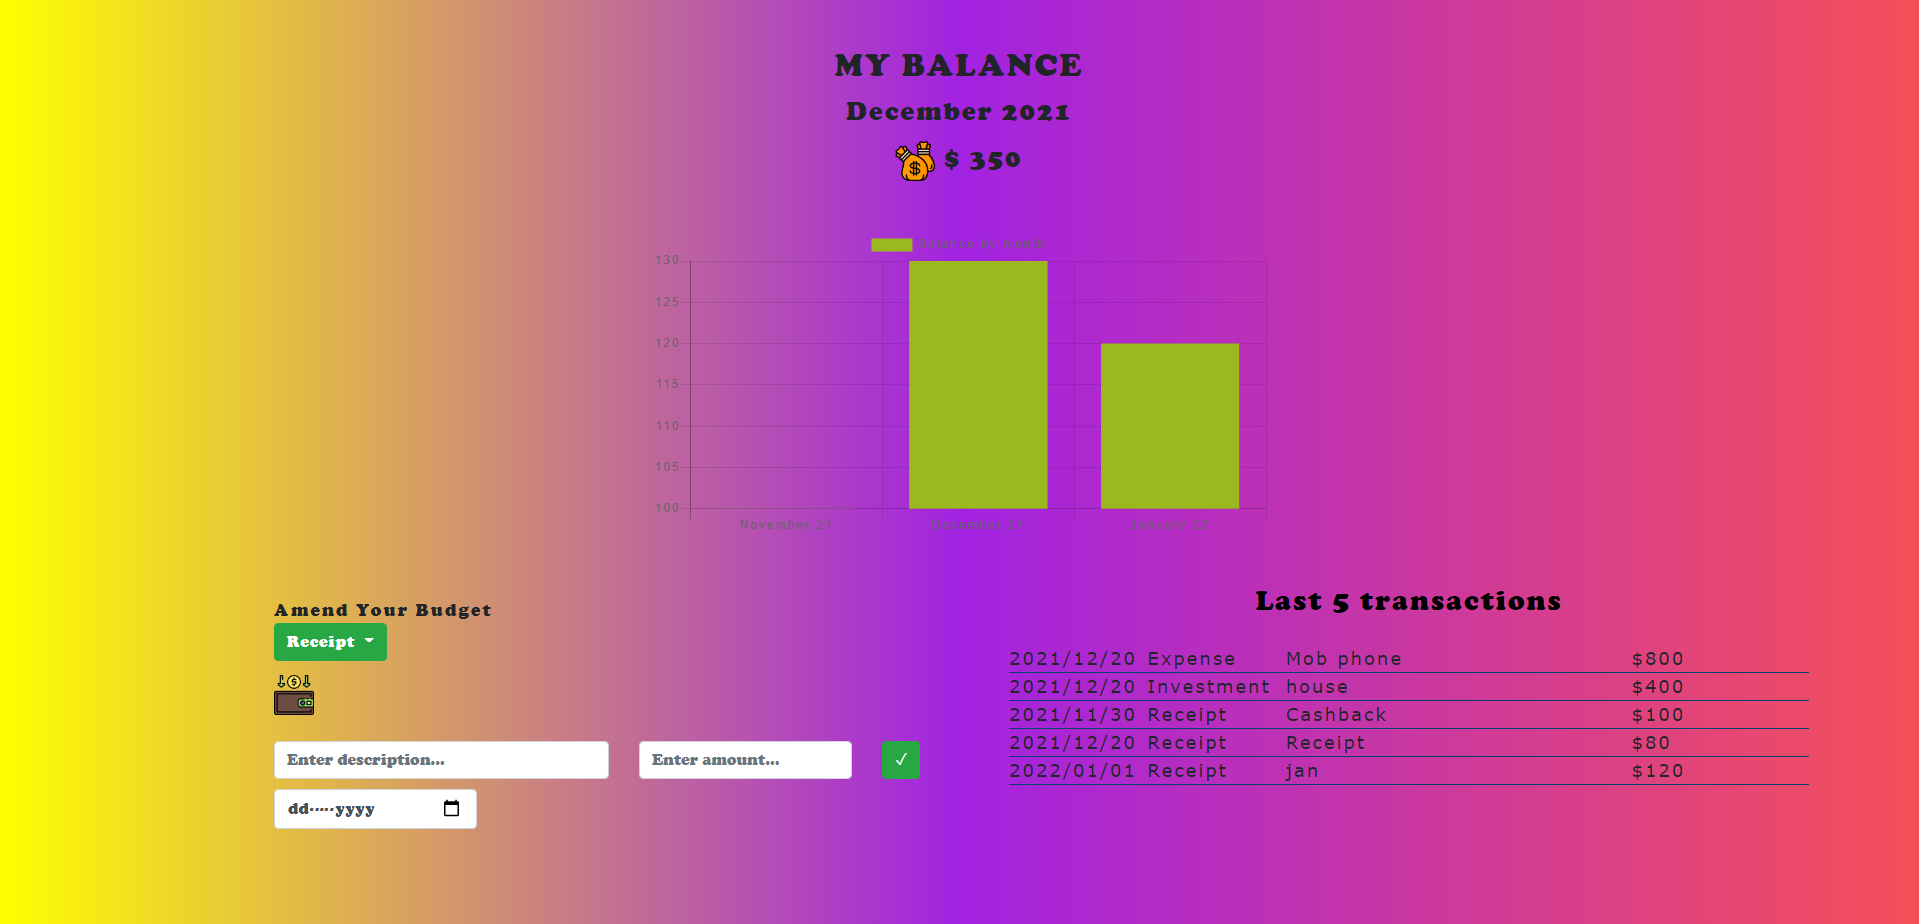 MY BALANCE
December 2021
$ 350
130
125
120
115
110
105
100
November 21
December 21
January 22
Amend Your Budget
Receipt
Enter description...
Enter amount...
✓
dd-----yyyy
Last 5 transactions
2021/12/20 Expense Mob phone $800
2021/12/20 Investment house $400
2021/11/30 Receipt Cashback $100
2021/12/20 Receipt Receipt $80
2022/01/01 Receipt jan $120